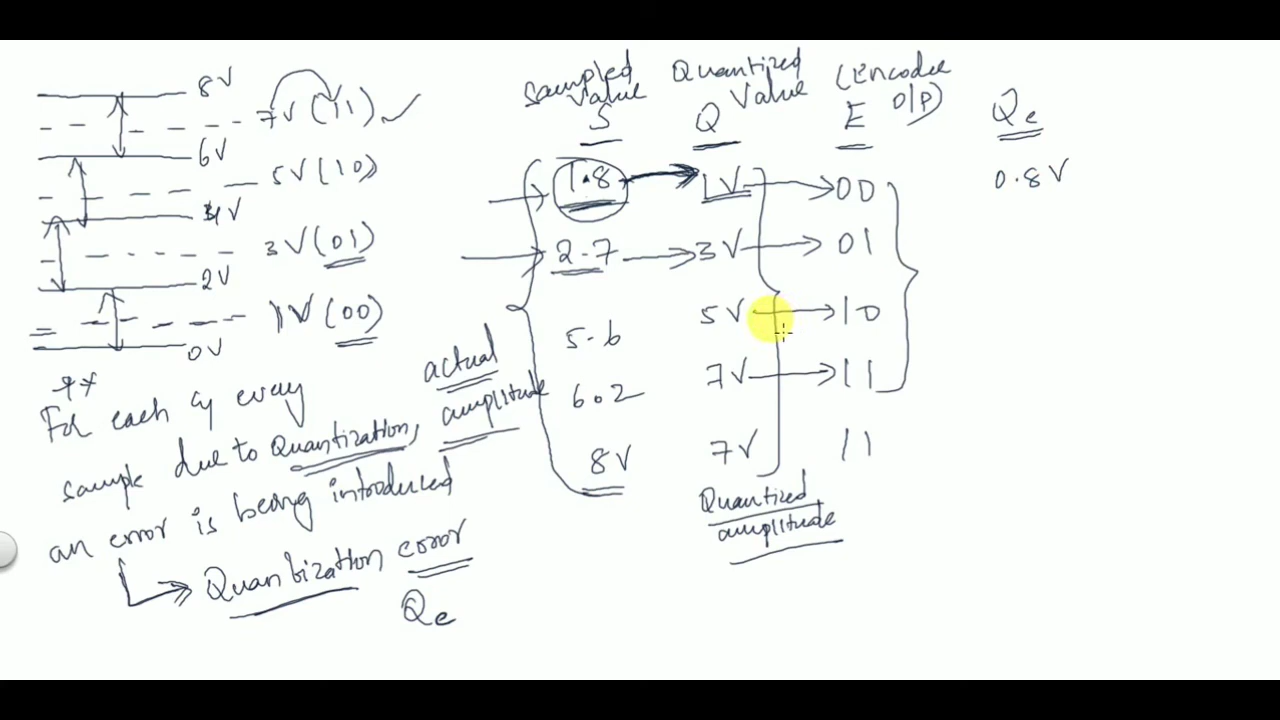 8V
7V (11) ✓
6V
5V (10)
4V
3V (01)
2V
1V (00)
0V
**
For each & every
sample due to Quantization, actual amplitude
an error is being introduced
Quantization error
Qe
Sampled Value S
Quantized Value Q
(Encoder O/P) E
Qe
1.8 1V 00 0.8V
2.7 3V 01
5.6 5V 10
6.2 7V 11
8V 7V 11
Quantized
amplitude